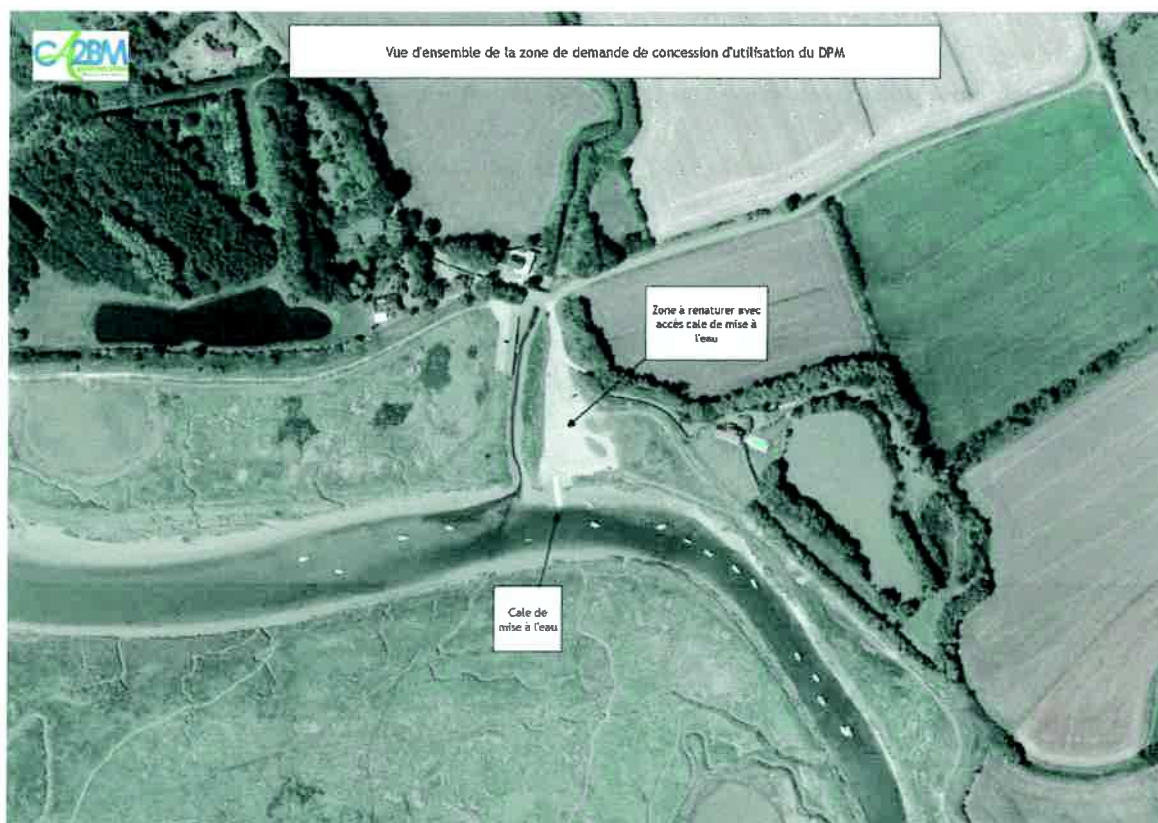 CA2BM
Vue d'ensemble de la zone de demande de concession d'utilisation du DPM
Zone à renaturer avec
accès cale de mise à
l'eau
Cale de
mise à l'eau